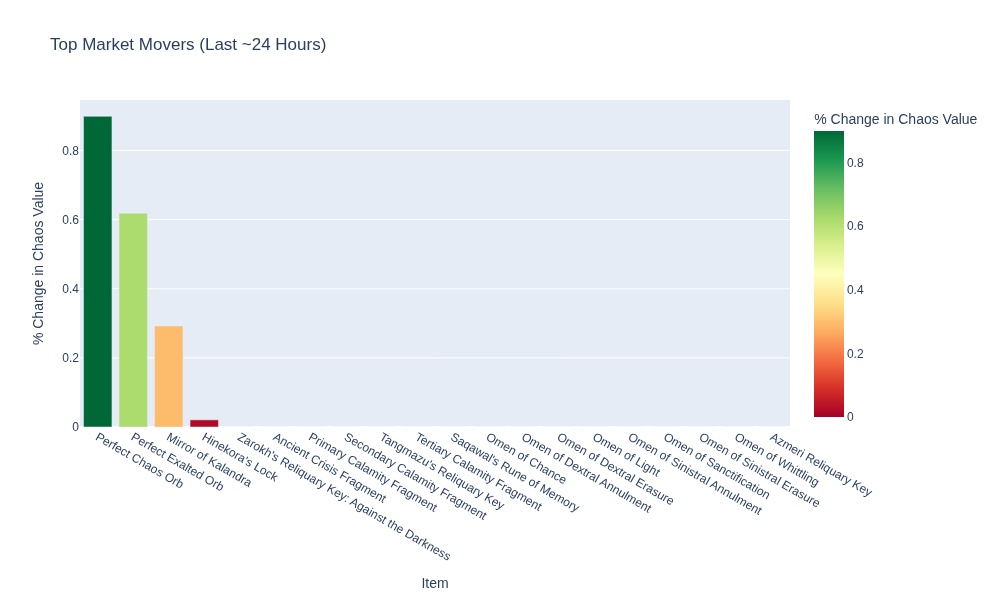 Top Market Movers (Last ~24 Hours)
% Change in Chaos Value
0.8
0.6
0.4
0.2
0
% Change in Chaos Value
0.8
0.6
0.4
0.2
0
Perfect Chaos Orb
Perfect Exalted Orb
Mirror of Kalandra
Hinekora's Lock
Zarokh's Reliquary Key: Against the Darkness
Ancient Crisis Fragment
Primary Calamity Fragment
Secondary Calamity Fragment
Tangmazu's Reliquary Key
Tertiary Calamity Fragment
Saqawal's Rune of Memory
Omen of Chance
Omen of Dextral Annulment
Omen of Dextral Erasure
Omen of Light
Omen of Sinistral Annulment
Omen of Sanctification
Omen of Sinistral Erasure
Omen of Whittling
Azmeri Reliquary Key
Item